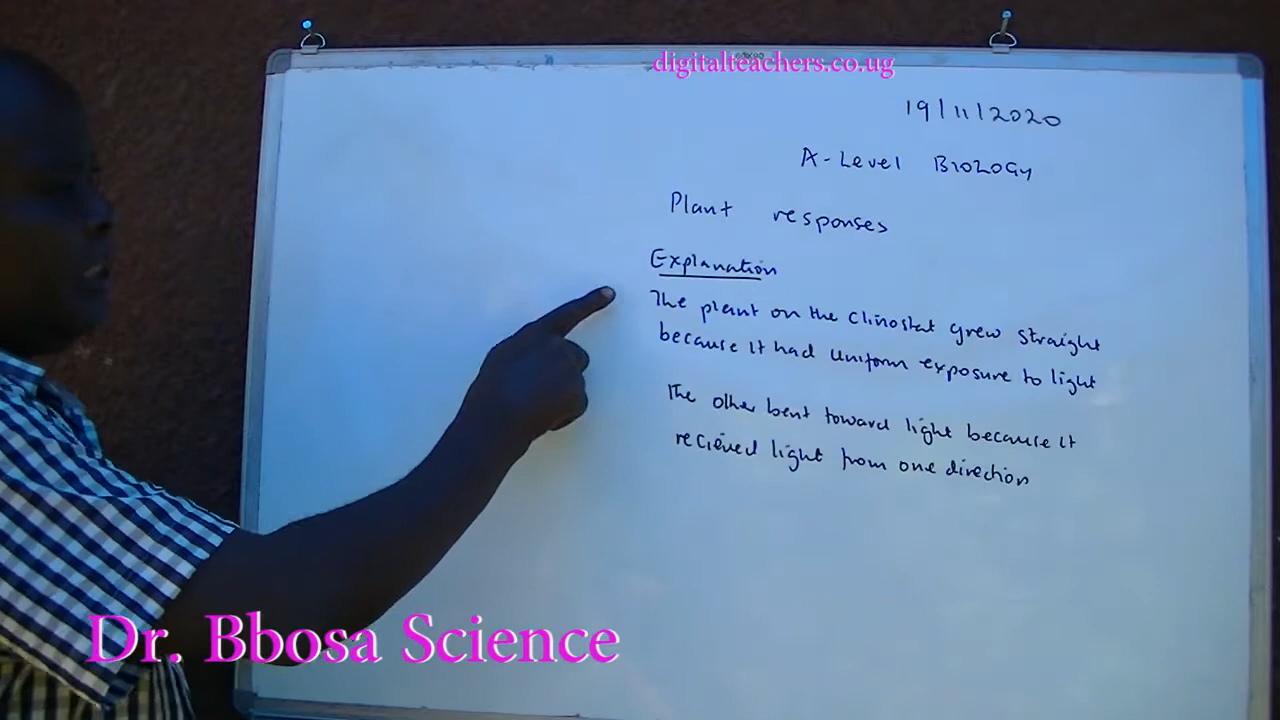 digitalteachers.co.ug
19/11/2020
A-Level BIOLOGY
Plant responses
Explanation
The plant on the clinostat grew straight
because it had uniform exposure to light
The other bent toward light because it
recieved light from one direction
Dr. Bbosa Science